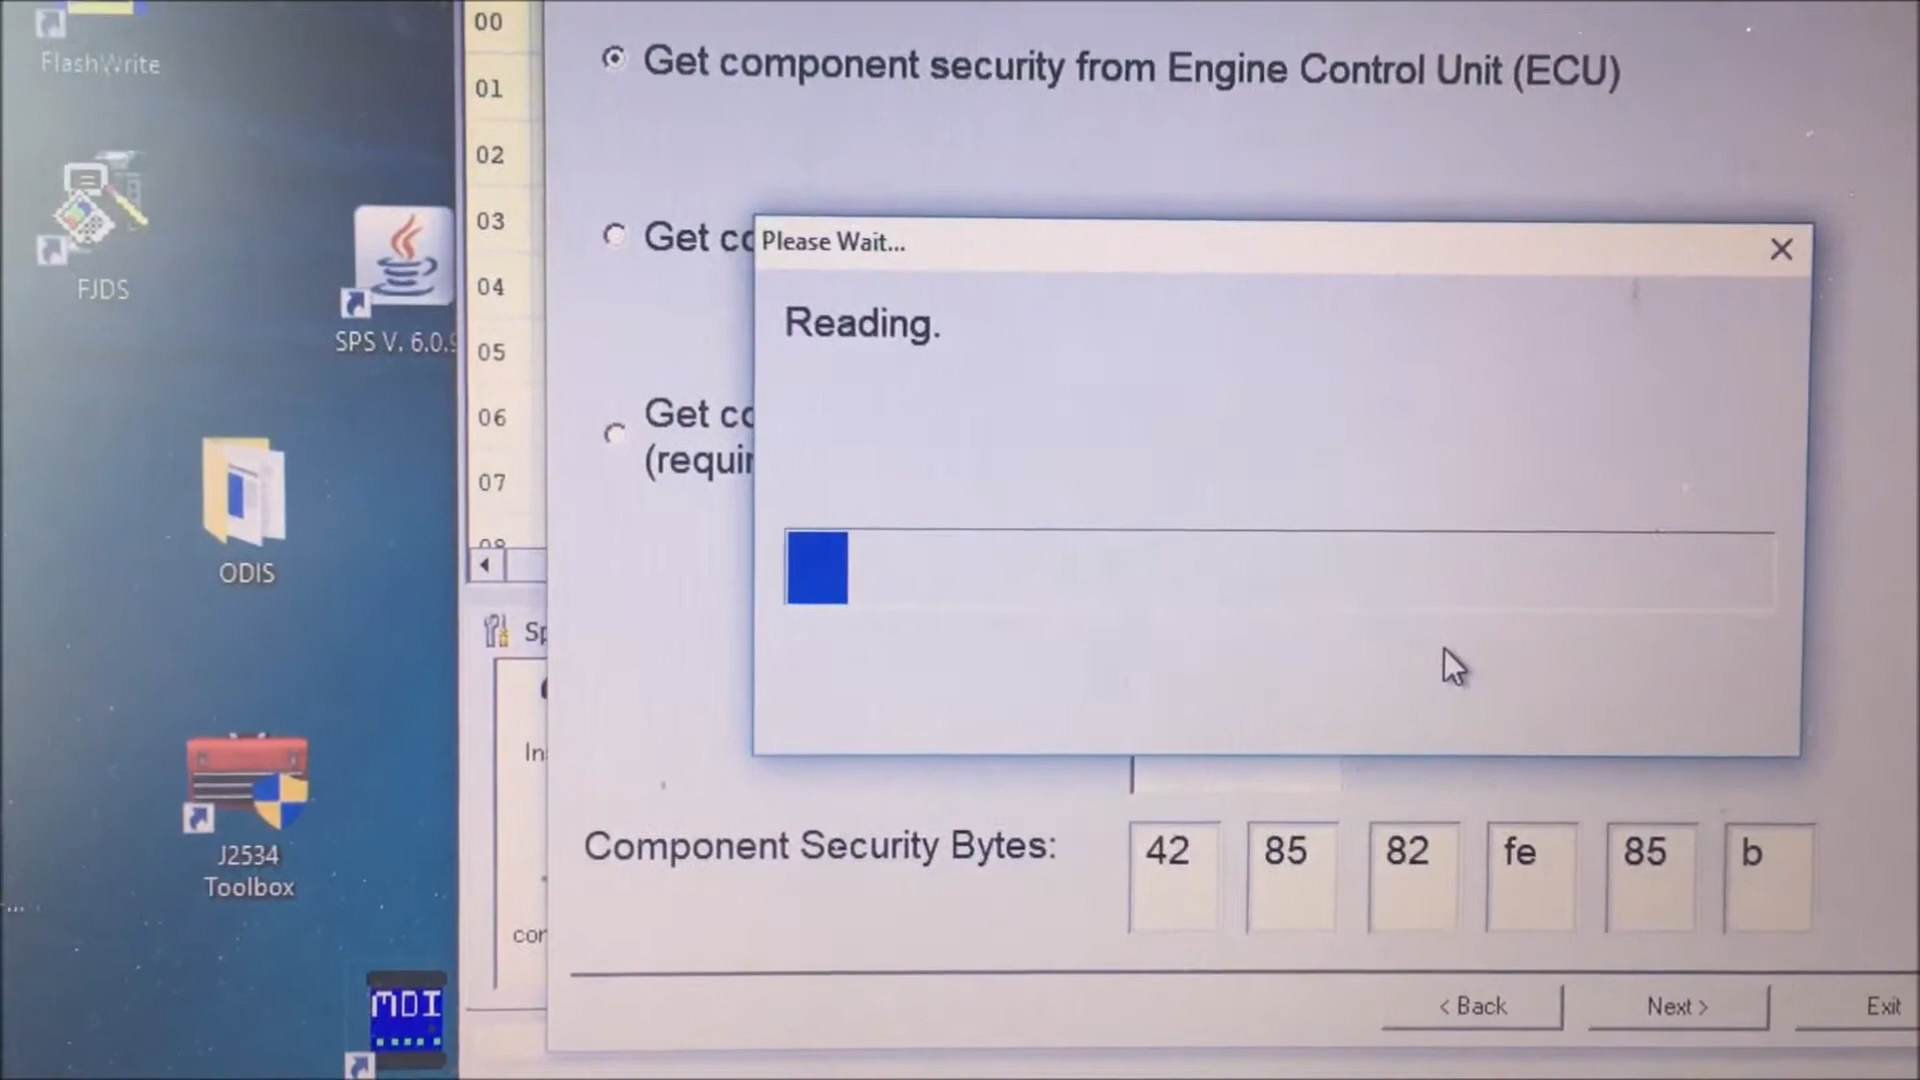 FlashWrite
FJDS
SPS V. 6.0.9
ODIS
J2534
Toolbox
MDI
...
00
01
02
03
04
05
06
07
08
Sp
In
cor
Get component security from Engine Control Unit (ECU)
Get co
Get co
(requir
Please Wait...
Reading.
Component Security Bytes:
42 85 82 fe 85 b
< Back Next > Exit